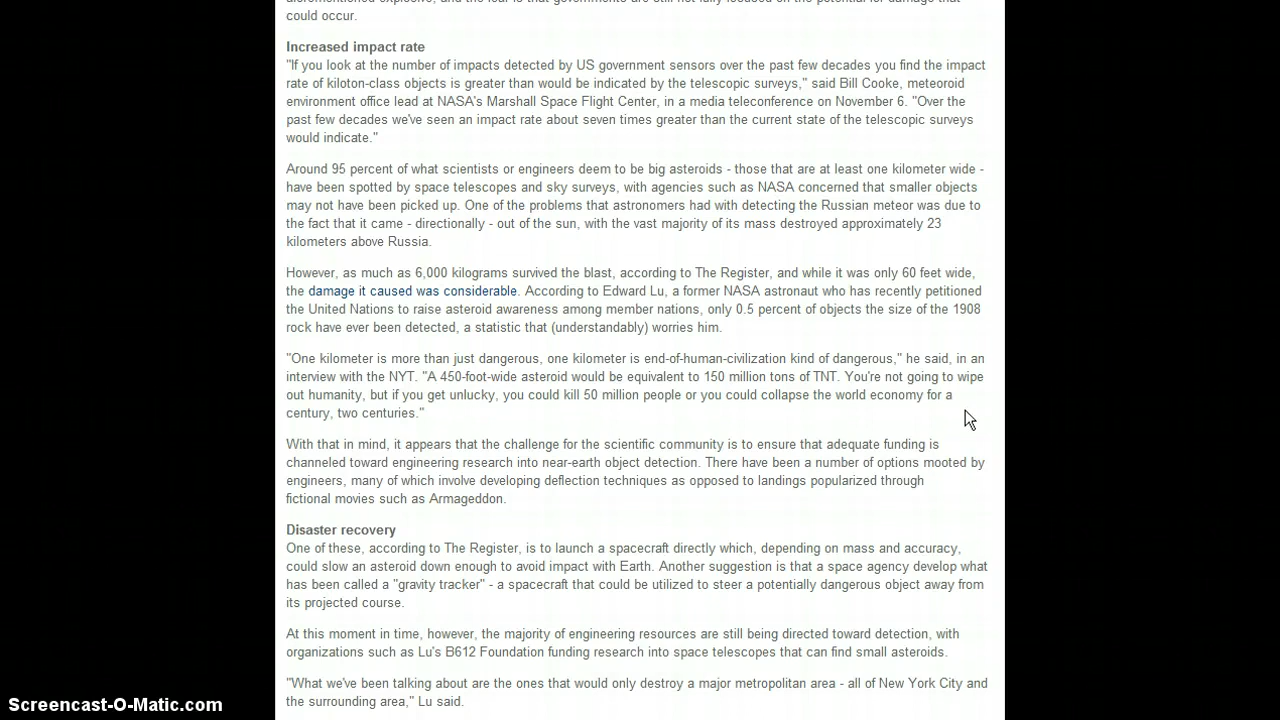 aforementioned explosive, and the fear is that governments are still not fully focused on the potential for damage that
could occur.
Increased impact rate
"If you look at the number of impacts detected by US government sensors over the past few decades you find the impact
rate of kiloton-class objects is greater than would be indicated by the telescopic surveys," said Bill Cooke, meteoroid
environment office lead at NASA's Marshall Space Flight Center, in a media teleconference on November 6. "Over the
past few decades we've seen an impact rate about seven times greater than the current state of the telescopic surveys
would indicate."
Around 95 percent of what scientists or engineers deem to be big asteroids - those that are at least one kilometer wide -
have been spotted by space telescopes and sky surveys, with agencies such as NASA concerned that smaller objects
may not have been picked up. One of the problems that astronomers had with detecting the Russian meteor was due to
the fact that it came - directionally - out of the sun, with the vast majority of its mass destroyed approximately 23
kilometers above Russia.
However, as much as 6,000 kilograms survived the blast, according to The Register, and while it was only 60 feet wide,
the damage it caused was considerable. According to Edward Lu, a former NASA astronaut who has recently petitioned
the United Nations to raise asteroid awareness among member nations, only 0.5 percent of objects the size of the 1908
rock have ever been detected, a statistic that (understandably) worries him.
"One kilometer is more than just dangerous, one kilometer is end-of-human-civilization kind of dangerous," he said, in an
interview with the NYT. "A 450-foot-wide asteroid would be equivalent to 150 million tons of TNT. You're not going to wipe
out humanity, but if you get unlucky, you could kill 50 million people or you could collapse the world economy for a
century, two centuries."
With that in mind, it appears that the challenge for the scientific community is to ensure that adequate funding is
channeled toward engineering research into near-earth object detection. There have been a number of options mooted by
engineers, many of which involve developing deflection techniques as opposed to landings popularized through
fictional movies such as Armageddon.
Disaster recovery
One of these, according to The Register, is to launch a spacecraft directly which, depending on mass and accuracy,
could slow an asteroid down enough to avoid impact with Earth. Another suggestion is that a space agency develop what
has been called a "gravity tracker" - a spacecraft that could be utilized to steer a potentially dangerous object away from
its projected course.
At this moment in time, however, the majority of engineering resources are still being directed toward detection, with
organizations such as Lu's B612 Foundation funding research into space telescopes that can find small asteroids.
"What we've been talking about are the ones that would only destroy a major metropolitan area - all of New York City and
the surrounding area," Lu said.
Screencast-O-Matic.com